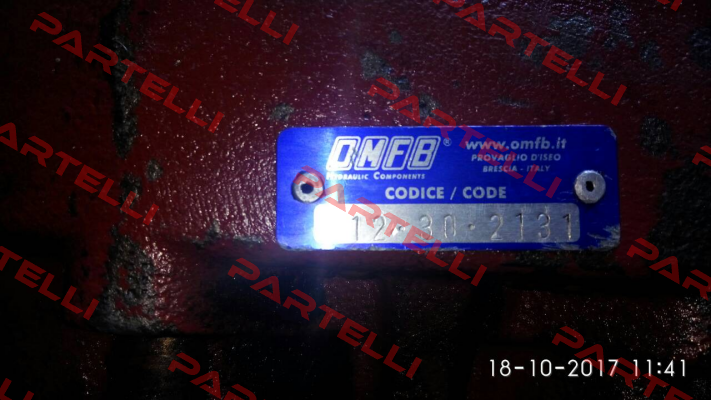 OMFB®
HYDRAULIC COMPONENTS
www.omfb.it
PROVAGLIO D'ISEO
BRESCIA - ITALY
CODICE / CODE
12-30-2131
18-10-2017 11:41
PARTELLI
PARTELLI
PARTELLI
PARTELLI
PARTELLI
PARTELLI
PARTELLI
PARTELLI